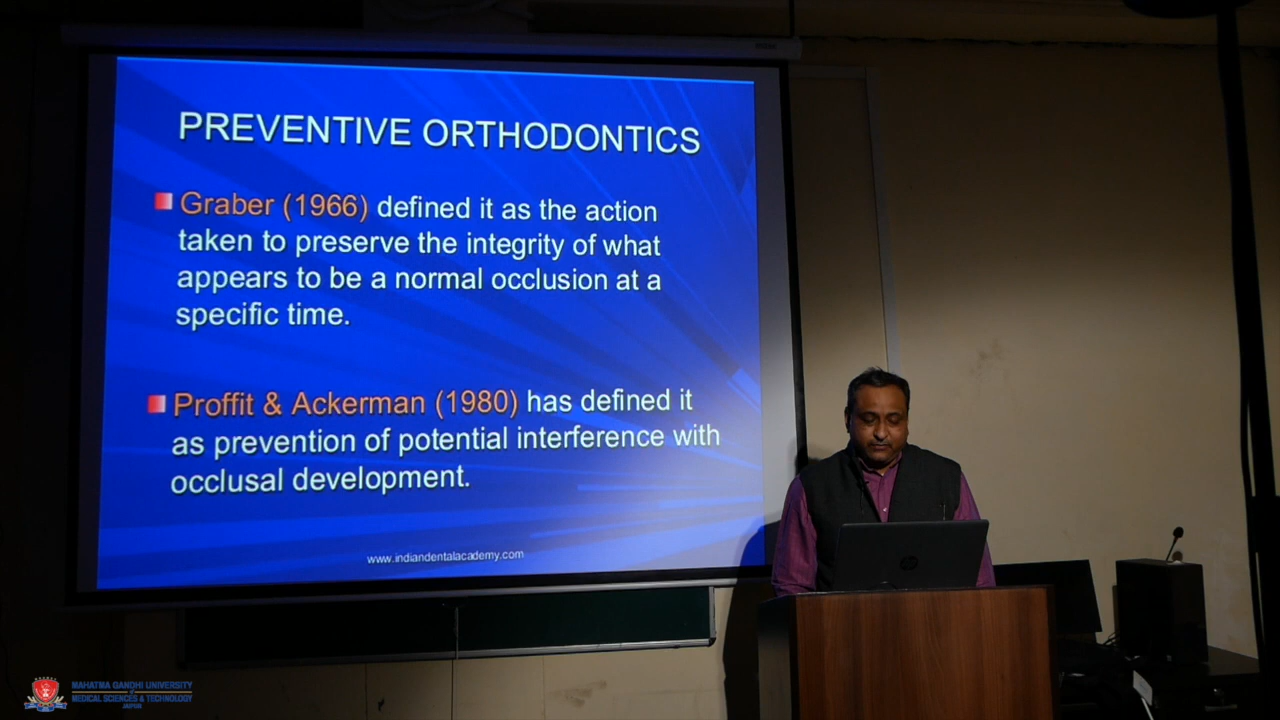 PREVENTIVE ORTHODONTICS
Graber (1966) defined it as the action
taken to preserve the integrity of what
appears to be a normal occlusion at a
specific time.
Proffit & Ackerman (1980) has defined it
as prevention of potential interference with
occlusal development.
www.indiandentalacademy.com
MAHATMA GANDHI UNIVERSITY
of
MEDICAL SCIENCES & TECHNOLOGY
JAIPUR